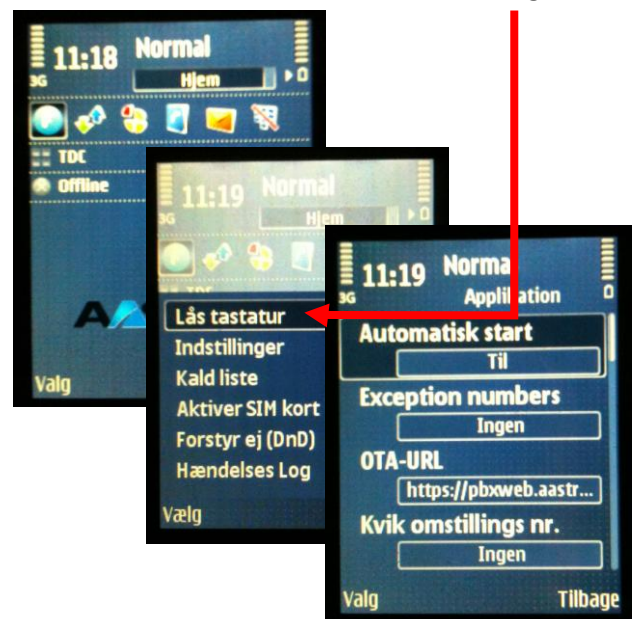 11:18 Normal
3G
Hjem
TDC
Offline
Valg
11:19 Normal
3G
Hjem
TDC
Lås tastatur
Indstillinger
Kald liste
Aktiver SIM kort
Forstyr ej (DnD)
Hændelses Log
Vælg
11:19
3G
Automatisk start
Til
Exception numbers
Ingen
OTA-URL
https://pbxweb.aastr...
Kvik omstillings nr.
Ingen
Valg
Tilbage